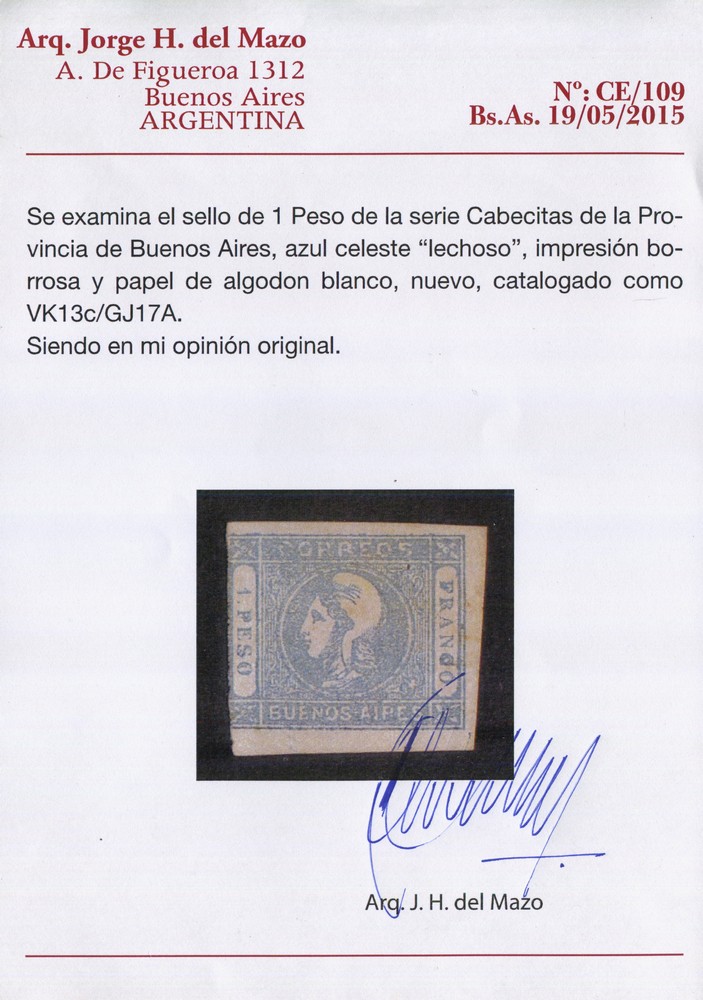 Arq. Jorge H. del Mazo
A. De Figueroa 1312
Buenos Aires
ARGENTINA
Nº: CE/109
Bs.As. 19/05/2015
Se examina el sello de 1 Peso de la serie Cabecitas de la Pro-
vincia de Buenos Aires, azul celeste “lechoso”, impresión bo-
rrosa y papel de algodon blanco, nuevo, catalogado como
VK13c/GJ17A.
Siendo en mi opinión original.
CORREOS
1. PESO
FRANCO
BUENOS-AIRES
Arq. J. H. del Mazo